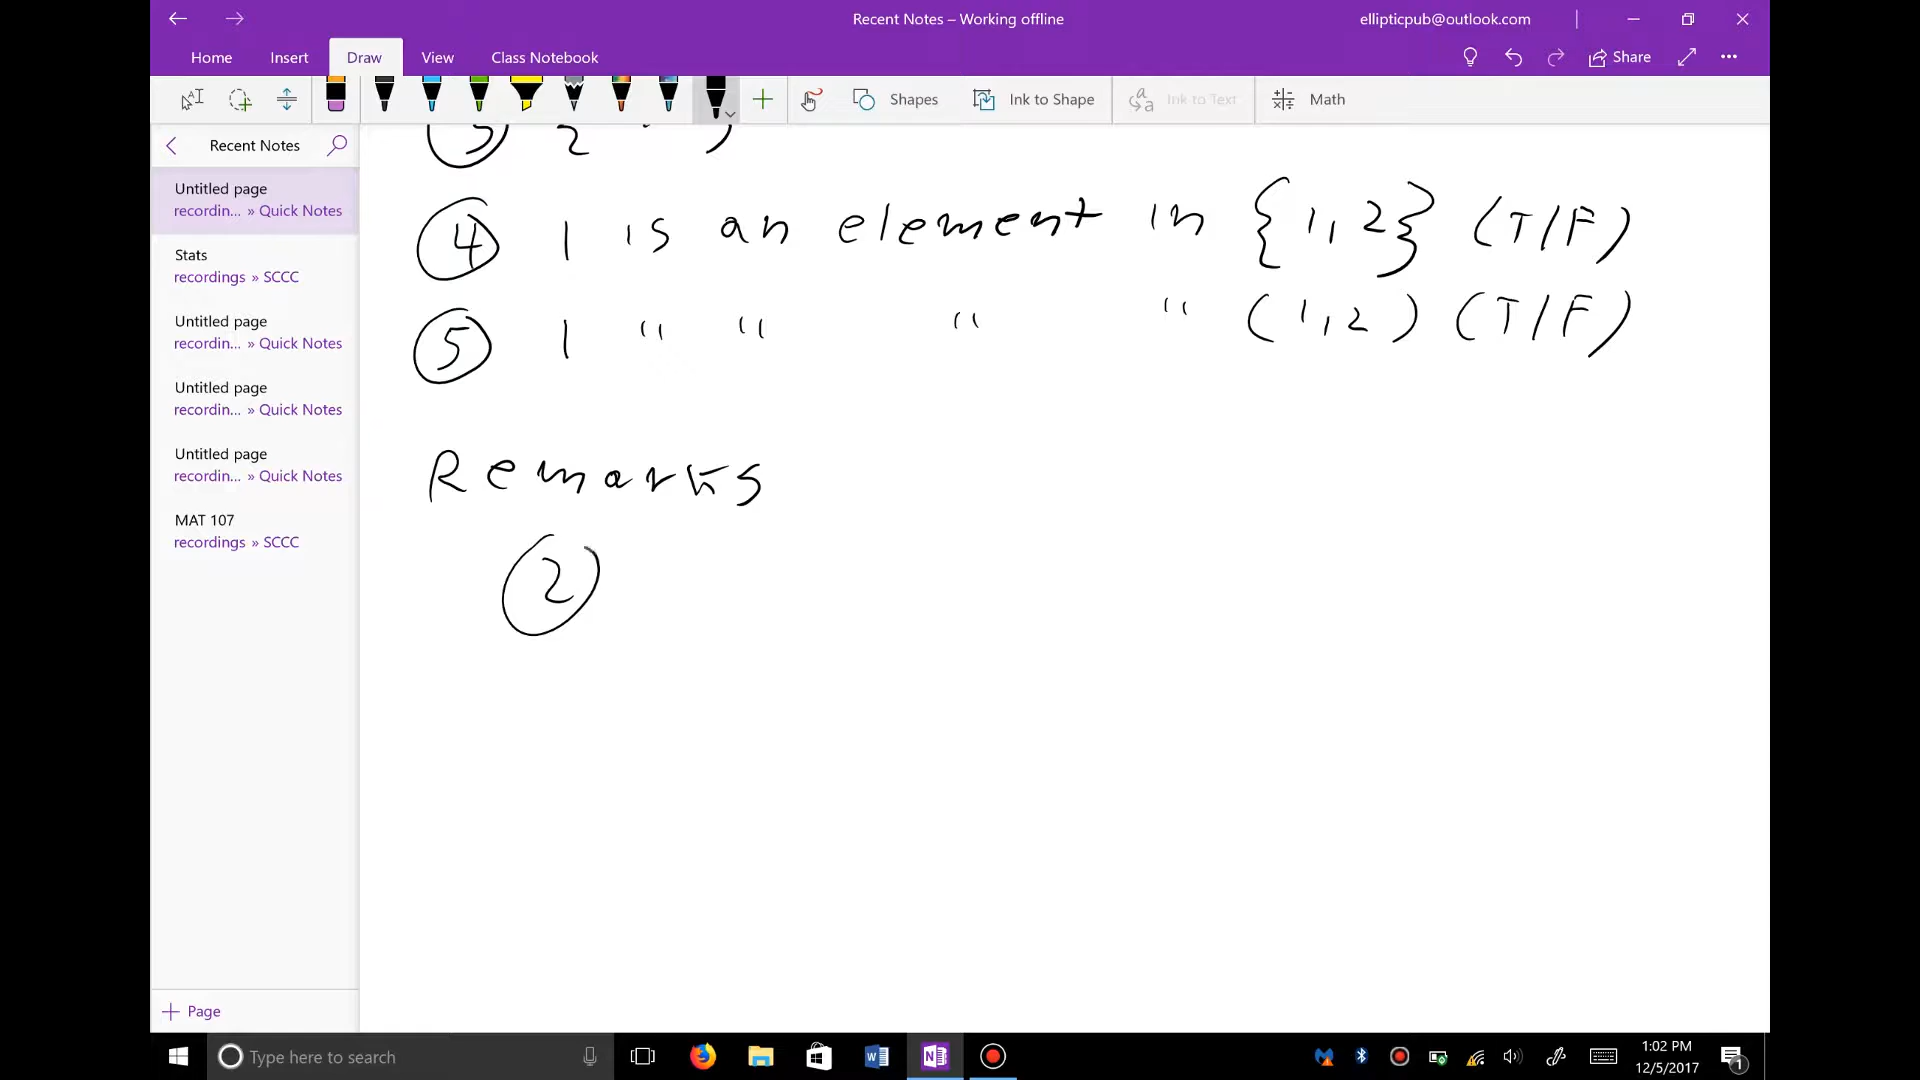 Recent Notes – Working offline
ellipticpub@outlook.com
Home Insert Draw View Class Notebook
Share
Shapes Ink to Shape Ink to Text Math
Recent Notes
Untitled page
recordin... » Quick Notes
Stats
recordings » SCCC
Untitled page
recordin... » Quick Notes
Untitled page
recordin... » Quick Notes
Untitled page
recordin... » Quick Notes
MAT 107
recordings » SCCC
Page
④ 1 is an element in {1,2} (T/F)
⑤ 1 " " " " (1,2) (T/F)
Remarks
②
Type here to search
1:02 PM
12/5/2017
1